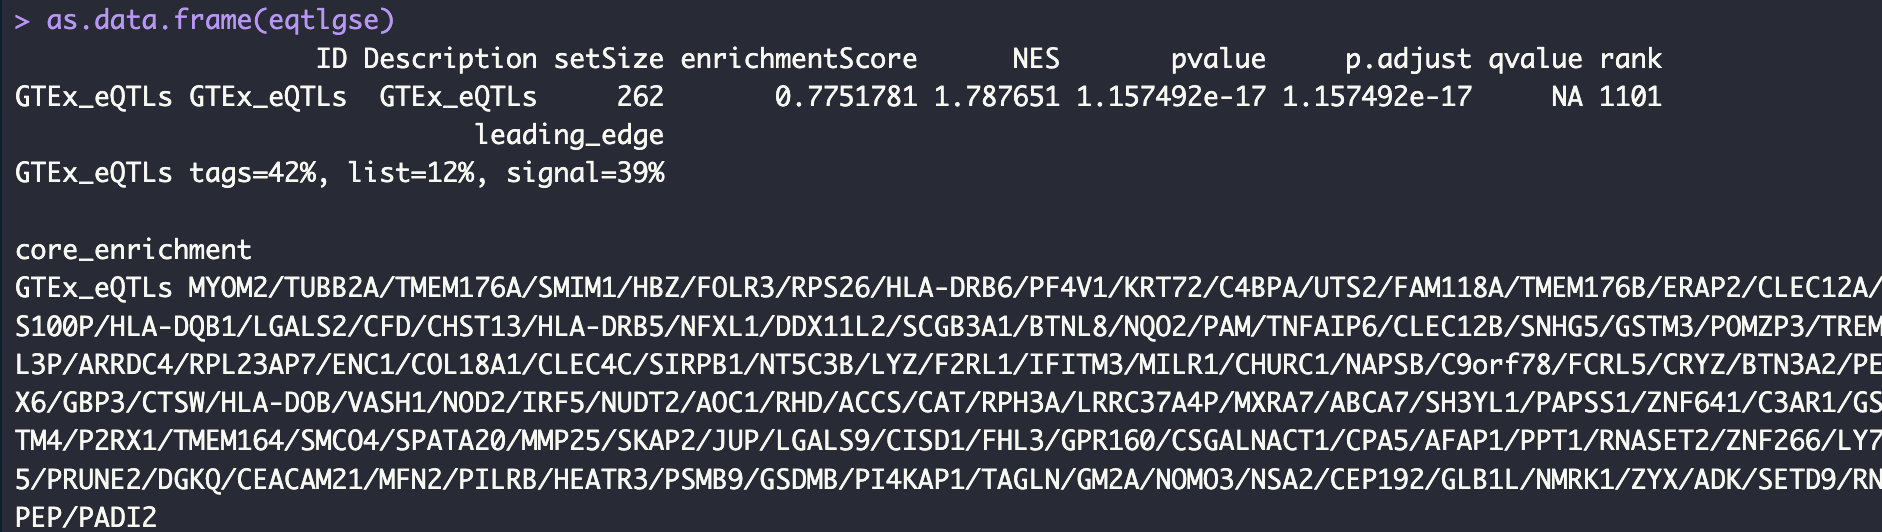 > as.data.frame(eqtlgse)
ID Description setSize enrichmentScore NES pvalue p.adjust qvalue rank
GTEx_eQTLs GTEx_eQTLs GTEx_eQTLs 262 0.7751781 1.787651 1.157492e-17 1.157492e-17 NA 1101
leading_edge
GTEx_eQTLs tags=42%, list=12%, signal=39%
core_enrichment
GTEx_eQTLs MYOM2/TUBB2A/TMEM176A/SMIM1/HBZ/FOLR3/RPS26/HLA-DRB6/PF4V1/KRT72/C4BPA/UTS2/FAM118A/TMEM176B/ERAP2/CLEC12A/
S100P/HLA-DQB1/LGALS2/CFD/CHST13/HLA-DRB5/NFXL1/DDX11L2/SCGB3A1/BTNL8/NQO2/PAM/TNFAIP6/CLEC12B/SNHG5/GSTM3/POMZP3/TREM
L3P/ARRDC4/RPL23AP7/ENC1/COL18A1/CLEC4C/SIRPB1/NT5C3B/LYZ/F2RL1/IFITM3/MILR1/CHURC1/NAPSB/C9orf78/FCRL5/CRYZ/BTN3A2/PE
X6/GBP3/CTSW/HLA-DOB/VASH1/NOD2/IRF5/NUDT2/AOC1/RHD/ACCS/CAT/RPH3A/LRRC37A4P/MXRA7/ABCA7/SH3YL1/PAPSS1/ZNF641/C3AR1/GS
TM4/P2RX1/TMEM164/SMCO4/SPATA20/MMP25/SKAP2/JUP/LGALS9/CISD1/FHL3/GPR160/CSGALNACT1/CPA5/AFAP1/PPT1/RNASET2/ZNF266/LY7
5/PRUNE2/DGKQ/CEACAM21/MFN2/PILRB/HEATR3/PSMB9/GSDMB/PI4KAP1/TAGLN/GM2A/NOMO3/NSA2/CEP192/GLB1L/NMRK1/ZYX/ADK/SETD9/RN
PEP/PADI2